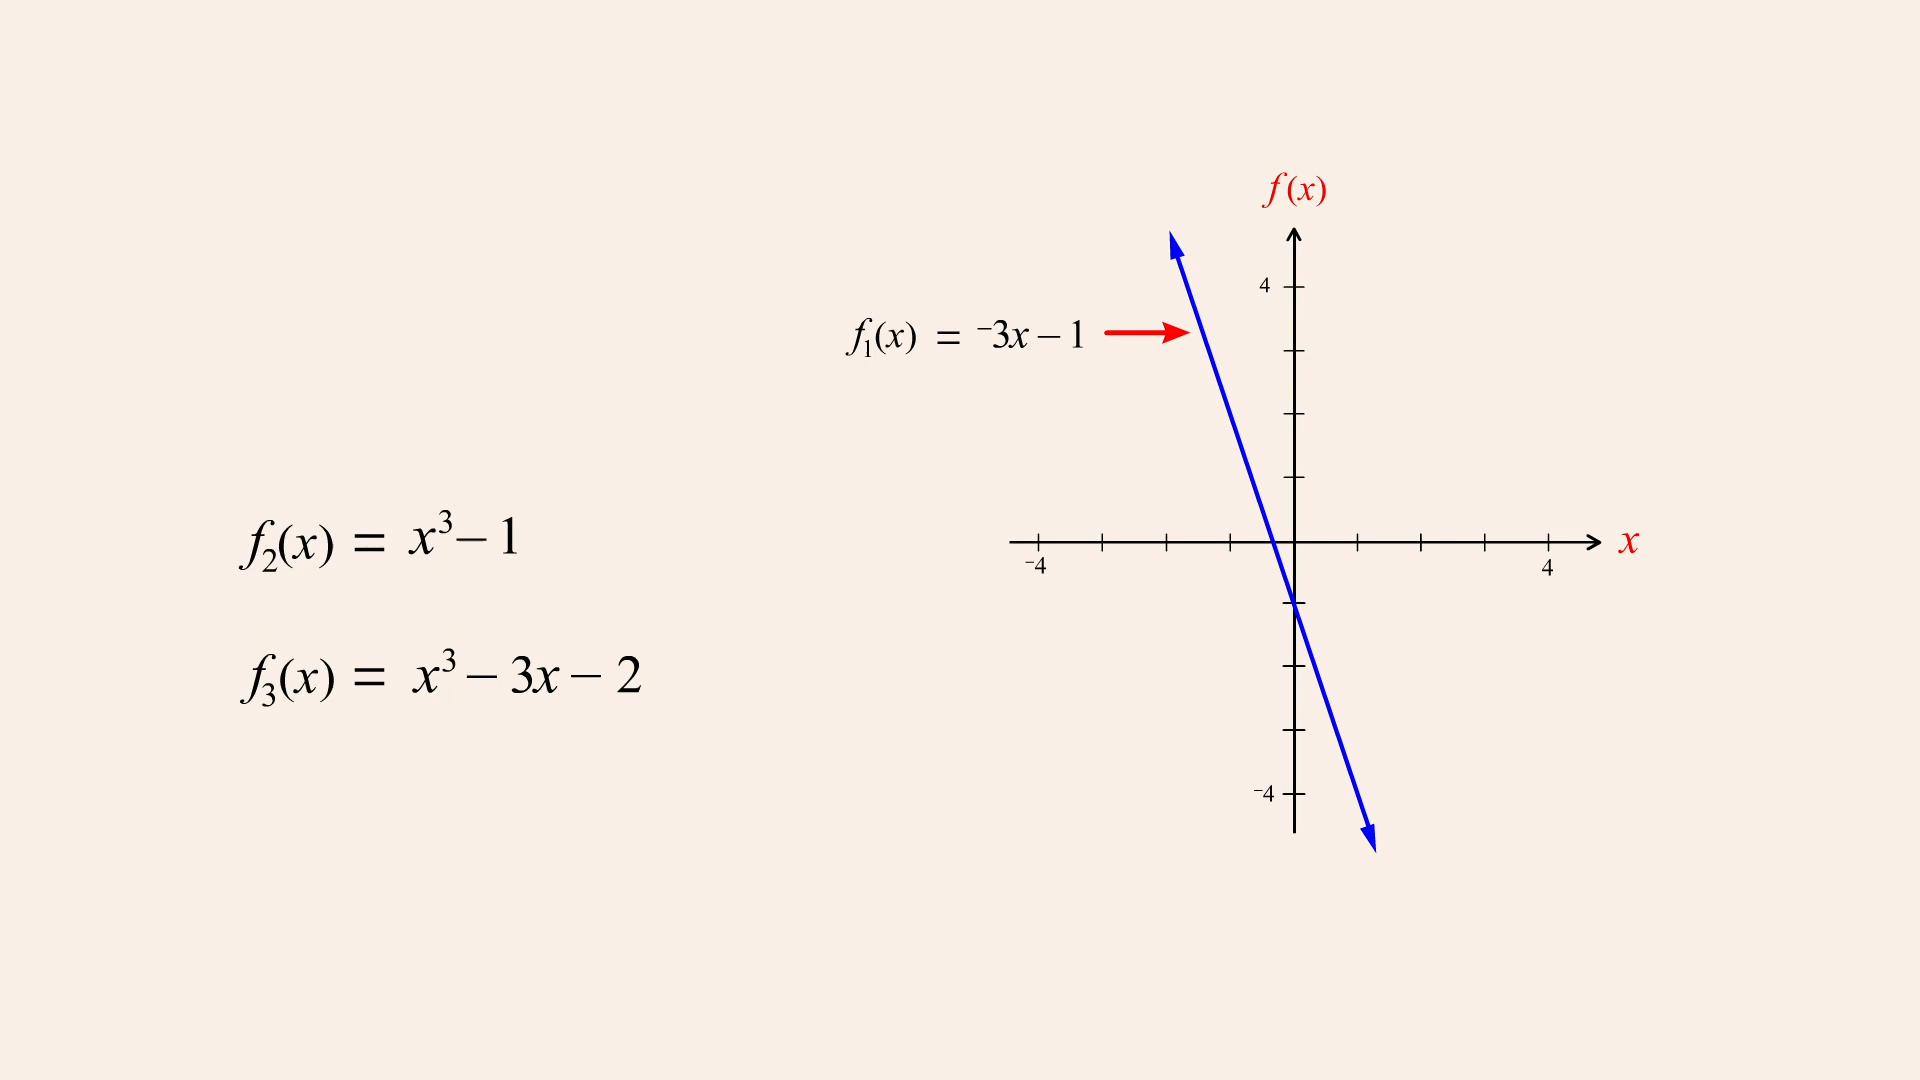 f(x)
4
f₁(x) = ⁻3x – 1
f₂(x) = x³– 1
x
⁻4
4
f₃(x) = x³ – 3x – 2
⁻4